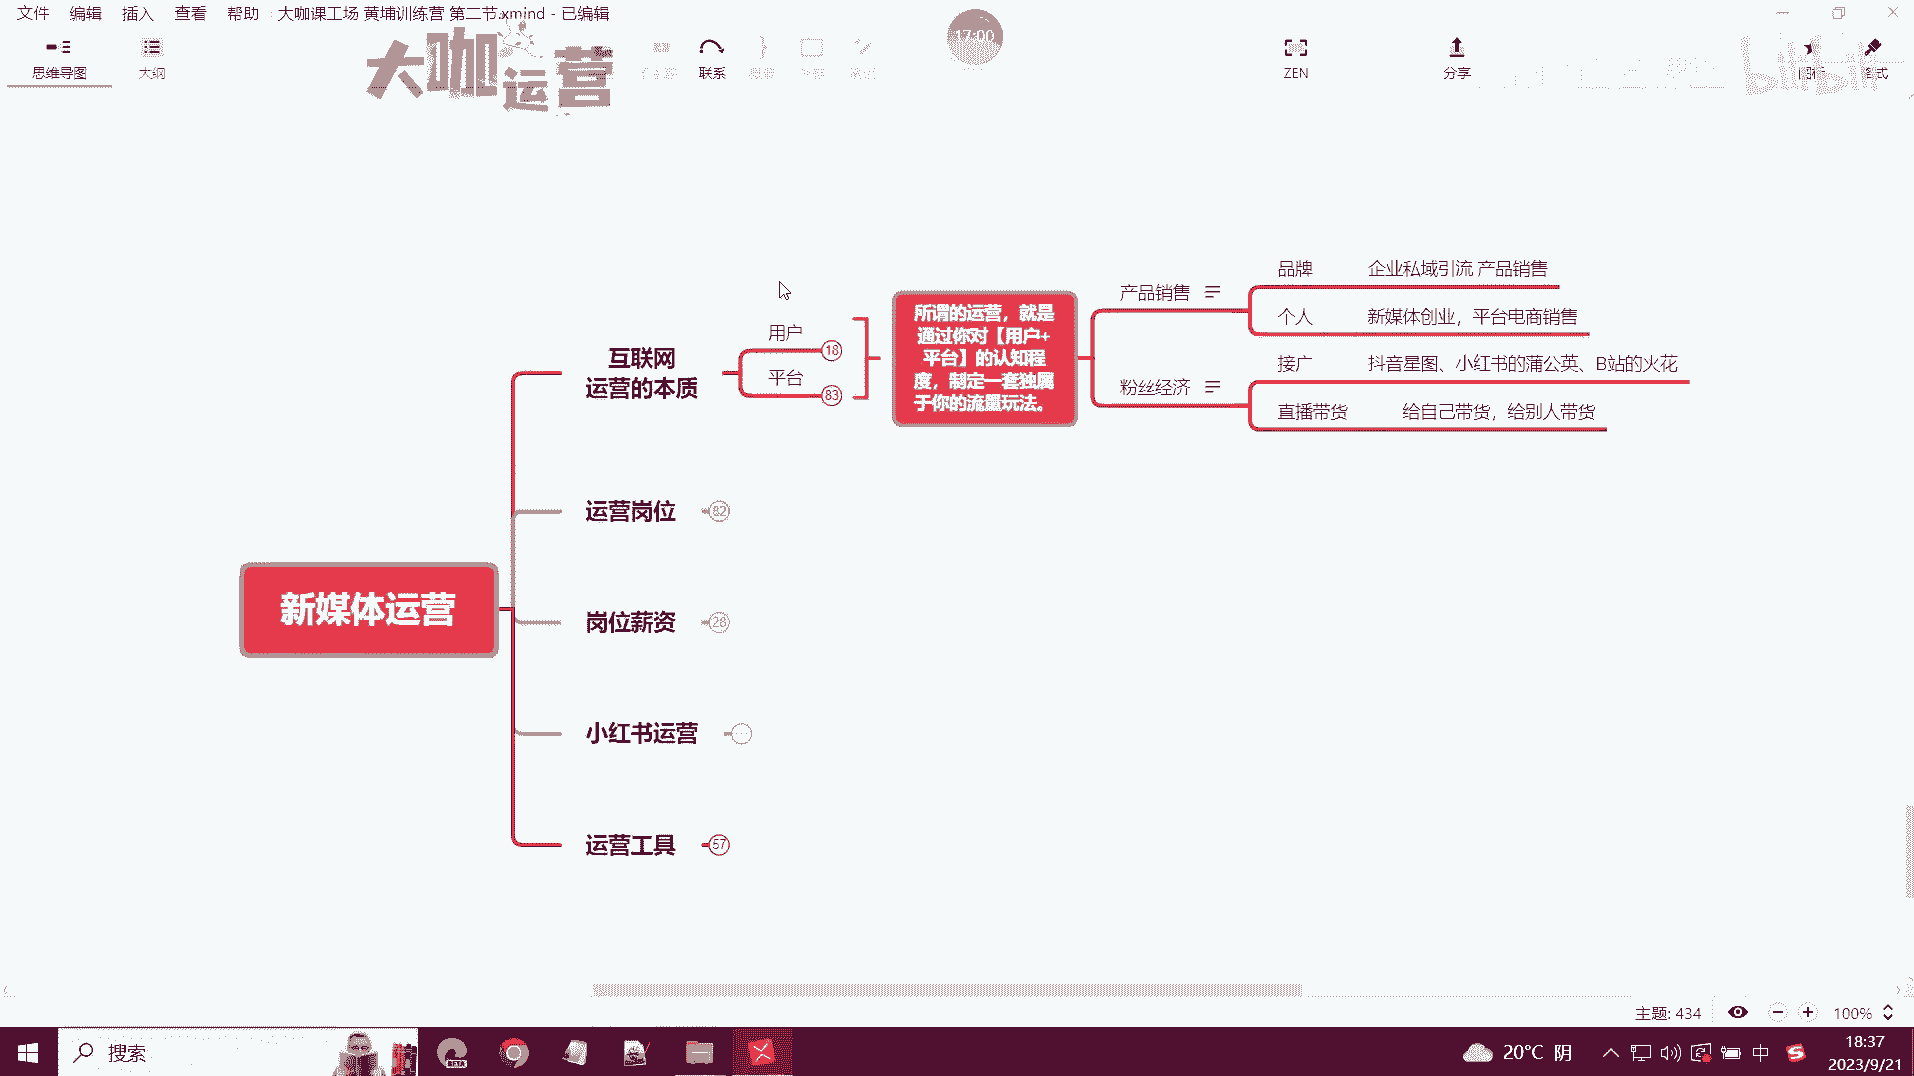 文件 编辑 插入 查看 帮助 大咖课工场 黄埔训练营 第二节.xmind - 已编辑
思维导图
大纲
大咖运营
联系
17:00
ZEN
分享
bilibili
互联网
运营的本质
用户
18
平台
83
所谓的运营，就是
通过你对【用户+
平台】的认知程
度，制定一套独属
于你的流量玩法。
产品销售
品牌 企业私域引流 产品销售
个人 新媒体创业，平台电商销售
粉丝经济
接广 抖音星图、小红书的蒲公英、B站的火花
直播带货 给自己带货，给别人带货
运营岗位
82
新媒体运营
岗位薪资
28
小红书运营
运营工具
57
主题: 434
100%
搜索
BETA
20°C 阴
中
18:37
2023/9/21